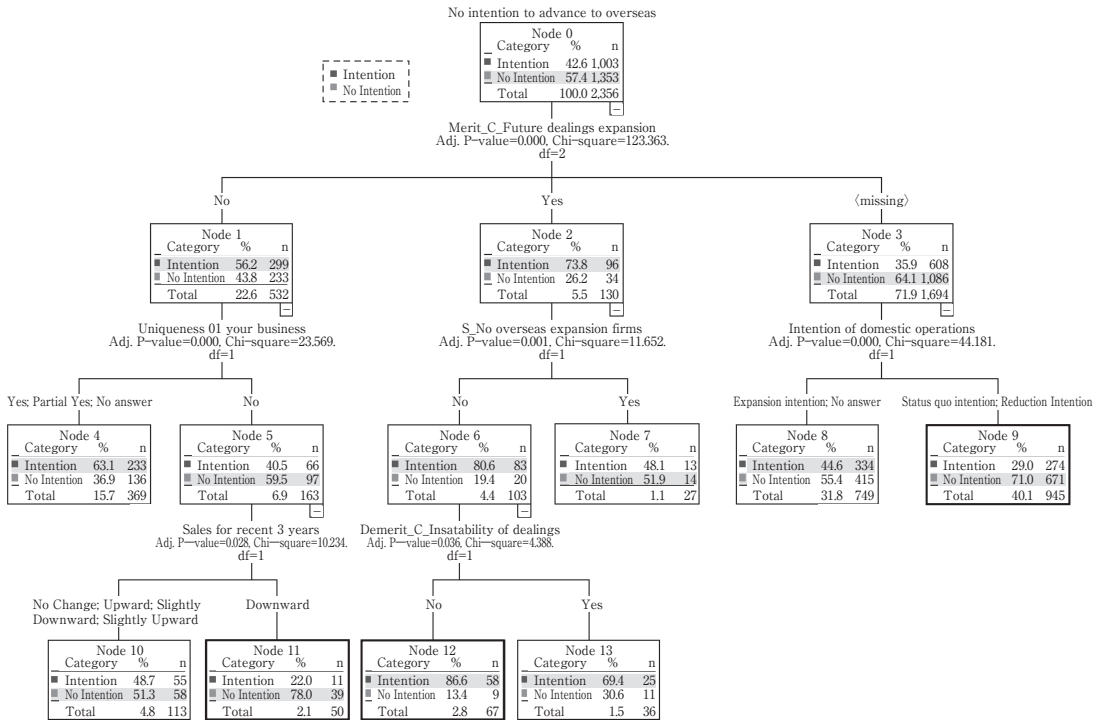 No intention to advance to overseas
Node 0
Category % n
Intention 42.6 1,003
No Intention 57.4 1,353
Total 100.0 2,356
Intention
No Intention
Merit_C_Future dealings expansion
Adj. P-value=0.000, Chi-square=123.363.
df=2
No
Yes
〈missing〉
Node 1
Category % n
Intention 56.2 299
No Intention 43.8 233
Total 22.6 532
Node 2
Category % n
Intention 73.8 96
No Intention 26.2 34
Total 5.5 130
Node 3
Category % n
Intention 35.9 608
No Intention 64.1 1,086
Total 71.9 1,694
Uniqueness 01 your business
Adj. P-value=0.000, Chi-square=23.569.
df=1
S_No overseas expansion firms
Adj. P-value=0.001, Chi-square=11.652.
df=1
Intention of domestic operations
Adj. P-value=0.000, Chi-square=44.181.
df=1
Yes; Partial Yes; No answer
No
No
Yes
Expansion intention; No answer
Status quo intention; Reduction Intention
Node 4
Category % n
Intention 63.1 233
No Intention 36.9 136
Total 15.7 369
Node 5
Category % n
Intention 40.5 66
No Intention 59.5 97
Total 6.9 163
Node 6
Category % n
Intention 80.6 83
No Intention 19.4 20
Total 4.4 103
Node 7
Category % n
Intention 48.1 13
No Intention 51.9 14
Total 1.1 27
Node 8
Category % n
Intention 44.6 334
No Intention 55.4 415
Total 31.8 749
Node 9
Category % n
Intention 29.0 274
No Intention 71.0 671
Total 40.1 945
Sales for recent 3 years
Adj. P—value=0.028, Chi—square=10.234.
df=1
Demerit_C_Insatability of dealings
Adj. P—value=0.036, Chi—square=4.388.
df=1
No Change; Upward; Slightly
Downward; Slightly Upward
Downward
No
Yes
Node 10
Category % n
Intention 48.7 55
No Intention 51.3 58
Total 4.8 113
Node 11
Category % n
Intention 22.0 11
No Intention 78.0 39
Total 2.1 50
Node 12
Category % n
Intention 86.6 58
No Intention 13.4 9
Total 2.8 67
Node 13
Category % n
Intention 69.4 25
No Intention 30.6 11
Total 1.5 36